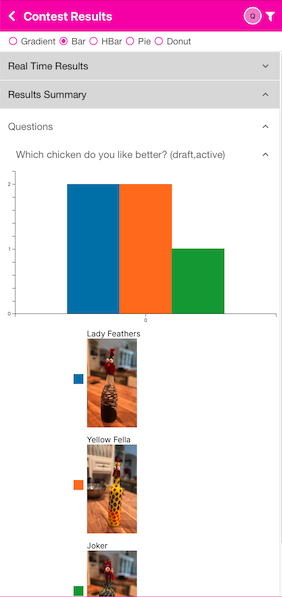 Contest Results
Q
Gradient Bar HBar Pie Donut
Real Time Results
Results Summary
Questions
Which chicken do you like better? (draft,active)
2
1
0
0
Lady Feathers
Yellow Fella
Joker